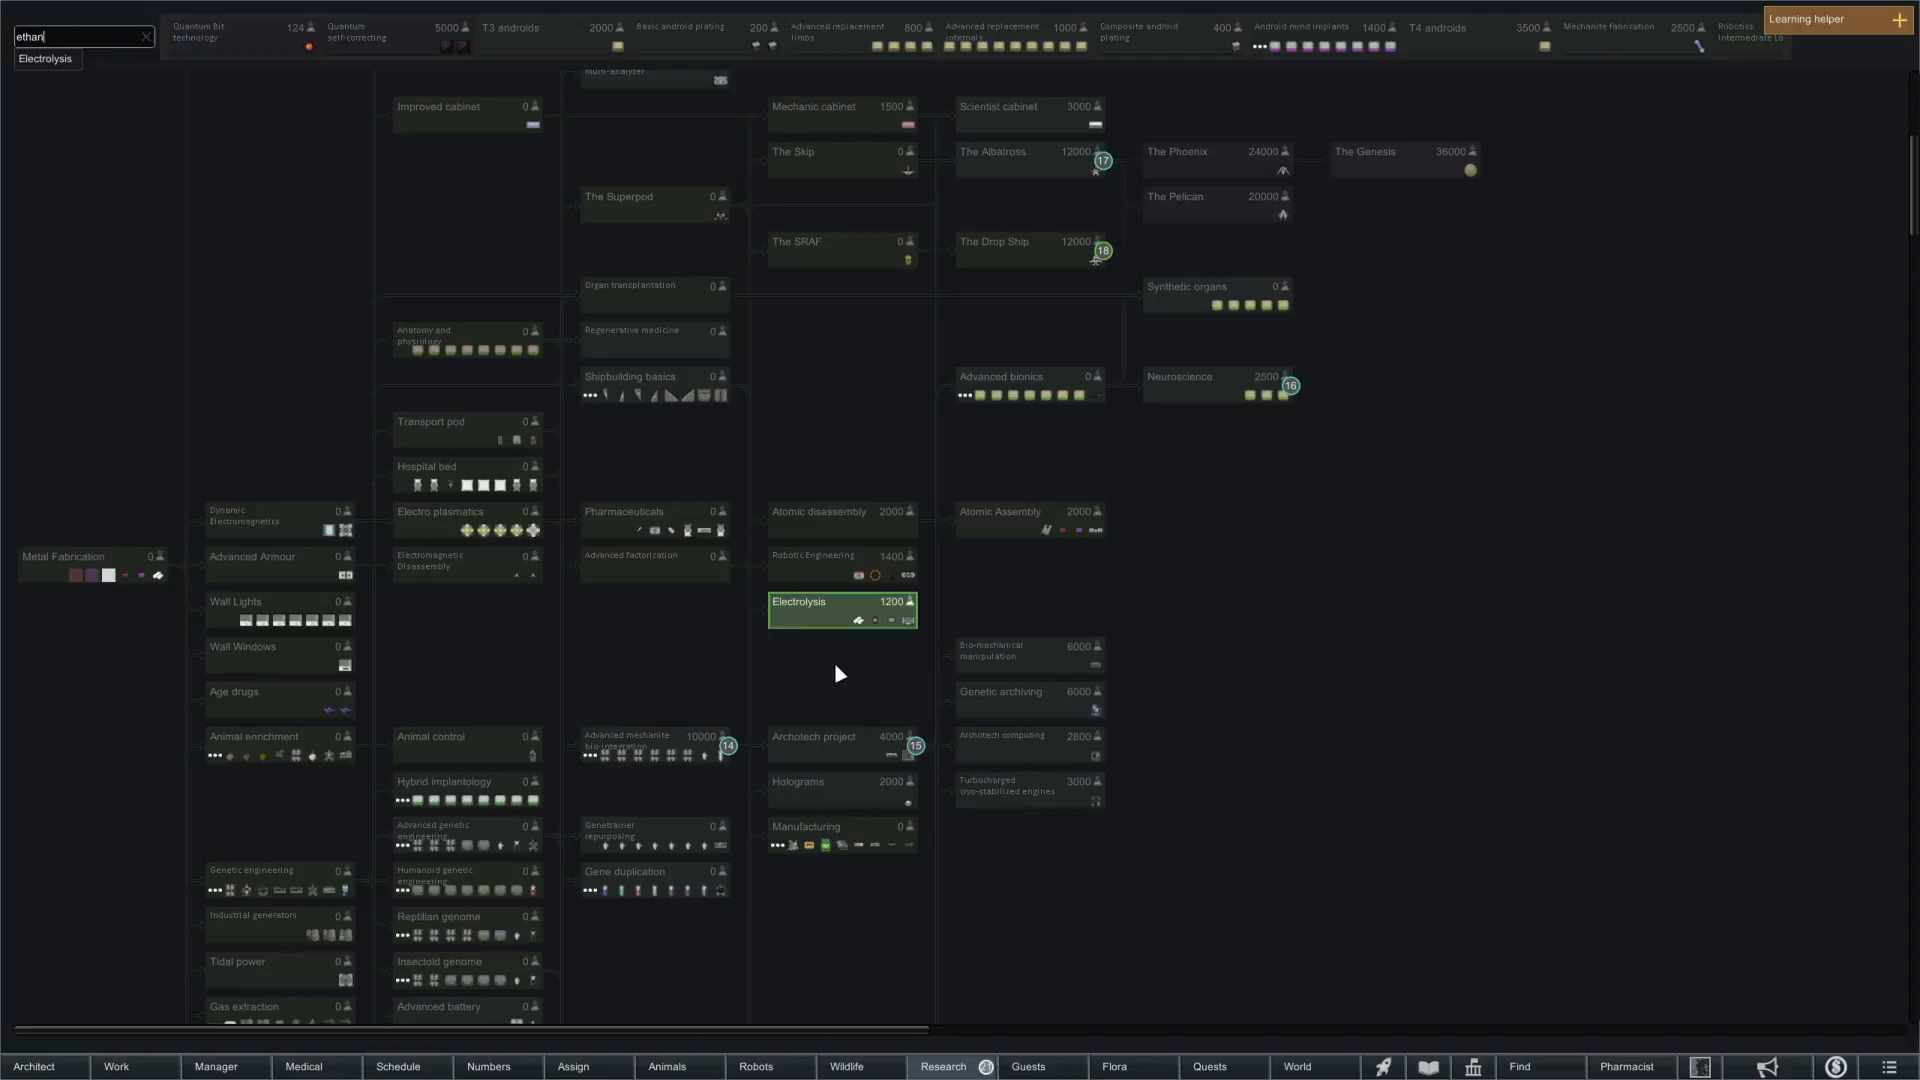 ethan
Electrolysis
Quantum Bit technology 124
Quantum self-correcting 5000
T3 androids 2000
Basic android plating 200
Advanced replacement limbs 800
Advanced replacement internals 1000
Composite android plating 400
Android mind implants 1400
T4 androids 3500
Mechanite fabrication 2500
Robotics: Intermediate Lo
Learning helper
multi-analyzer
Improved cabinet 0
Mechanic cabinet 1500
Scientist cabinet 3000
The Skip 0
The Albatross 12000
17
The Phoenix 24000
The Genesis 36000
The Superpod 0
The Pelican 20000
The SRAF 0
The Drop Ship 12000
18
Organ transplantation 0
Synthetic organs 0
Anatomy and physiology 0
Regenerative medicine 0
Shipbuilding basics 0
Advanced bionics 0
Neuroscience 2500
16
Transport pod 0
Hospital bed 0
Dynamic Electromagnetics 0
Electro plasmatics 0
Pharmaceuticals 0
Atomic disassembly 2000
Atomic Assembly 2000
Metal Fabrication 0
Advanced Armour 0
Electromagnetic Disassembly 0
Advanced factorization 0
Robotic Engineering 1400
Wall Lights 0
Electrolysis 1200
Wall Windows 0
Bio-mechanical manipulation 6000
Age drugs 0
Genetic archiving 6000
Animal enrichment 0
Animal control 0
Advanced mechanite bio-integration 10000
14
Archotech project 4000
15
Archotech computing 2800
Hybrid implantology 0
Holograms 2000
Turbocharged cryo-stabilized engines 3000
Advanced genetic engineering 0
Genetrainer repurposing 0
Manufacturing 0
Genetic engineering 0
Humanoid genetic engineering 0
Gene duplication 0
Industrial generators 0
Reptilian genome 0
Tidal power 0
Insectoid genome 0
Gas extraction 0
Advanced battery 0
Architect Work Manager Medical Schedule Numbers Assign Animals Robots Wildlife Research 21 Guests Flora Quests World Find Pharmacist